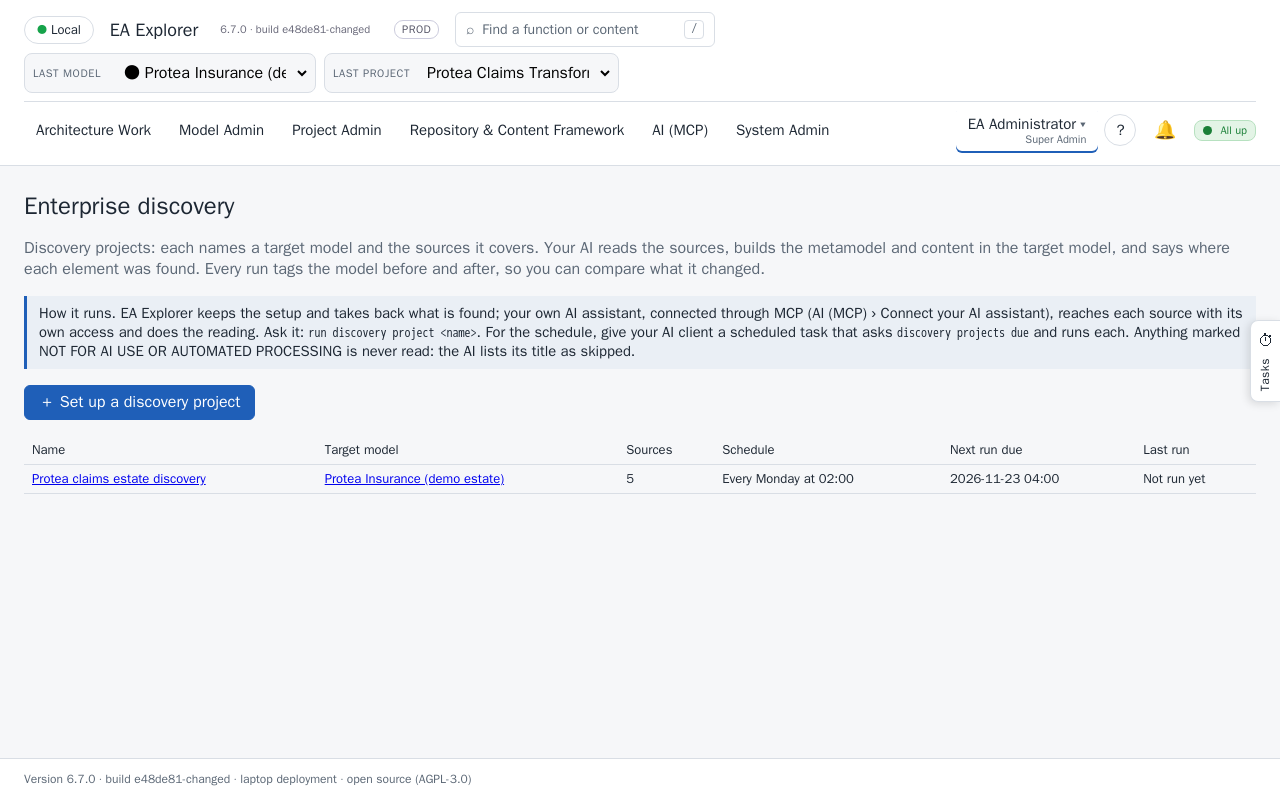 Local
EA Explorer
6.7.0 · build e48de81-changed
PROD
Find a function or content
/
LAST MODEL
Protea Insurance (de
LAST PROJECT
Protea Claims Transfor
Architecture Work
Model Admin
Project Admin
Repository & Content Framework
AI (MCP)
System Admin
EA Administrator ▾
Super Admin
?
All up
Enterprise discovery
Discovery projects: each names a target model and the sources it covers. Your AI reads the sources, builds the metamodel and content in the target model, and says where
each element was found. Every run tags the model before and after, so you can compare what it changed.
How it runs. EA Explorer keeps the setup and takes back what is found; your own AI assistant, connected through MCP (AI (MCP) › Connect your AI assistant), reaches each source with its
own access and does the reading. Ask it: run discovery project <name>. For the schedule, give your AI client a scheduled task that asks discovery projects due and runs each. Anything marked
NOT FOR AI USE OR AUTOMATED PROCESSING is never read: the AI lists its title as skipped.
Tasks
+ Set up a discovery project
Name Target model Sources Schedule Next run due Last run
Protea claims estate discovery Protea Insurance (demo estate) 5 Every Monday at 02:00 2026-11-23 04:00 Not run yet
Version 6.7.0 · build e48de81-changed · laptop deployment · open source (AGPL-3.0)